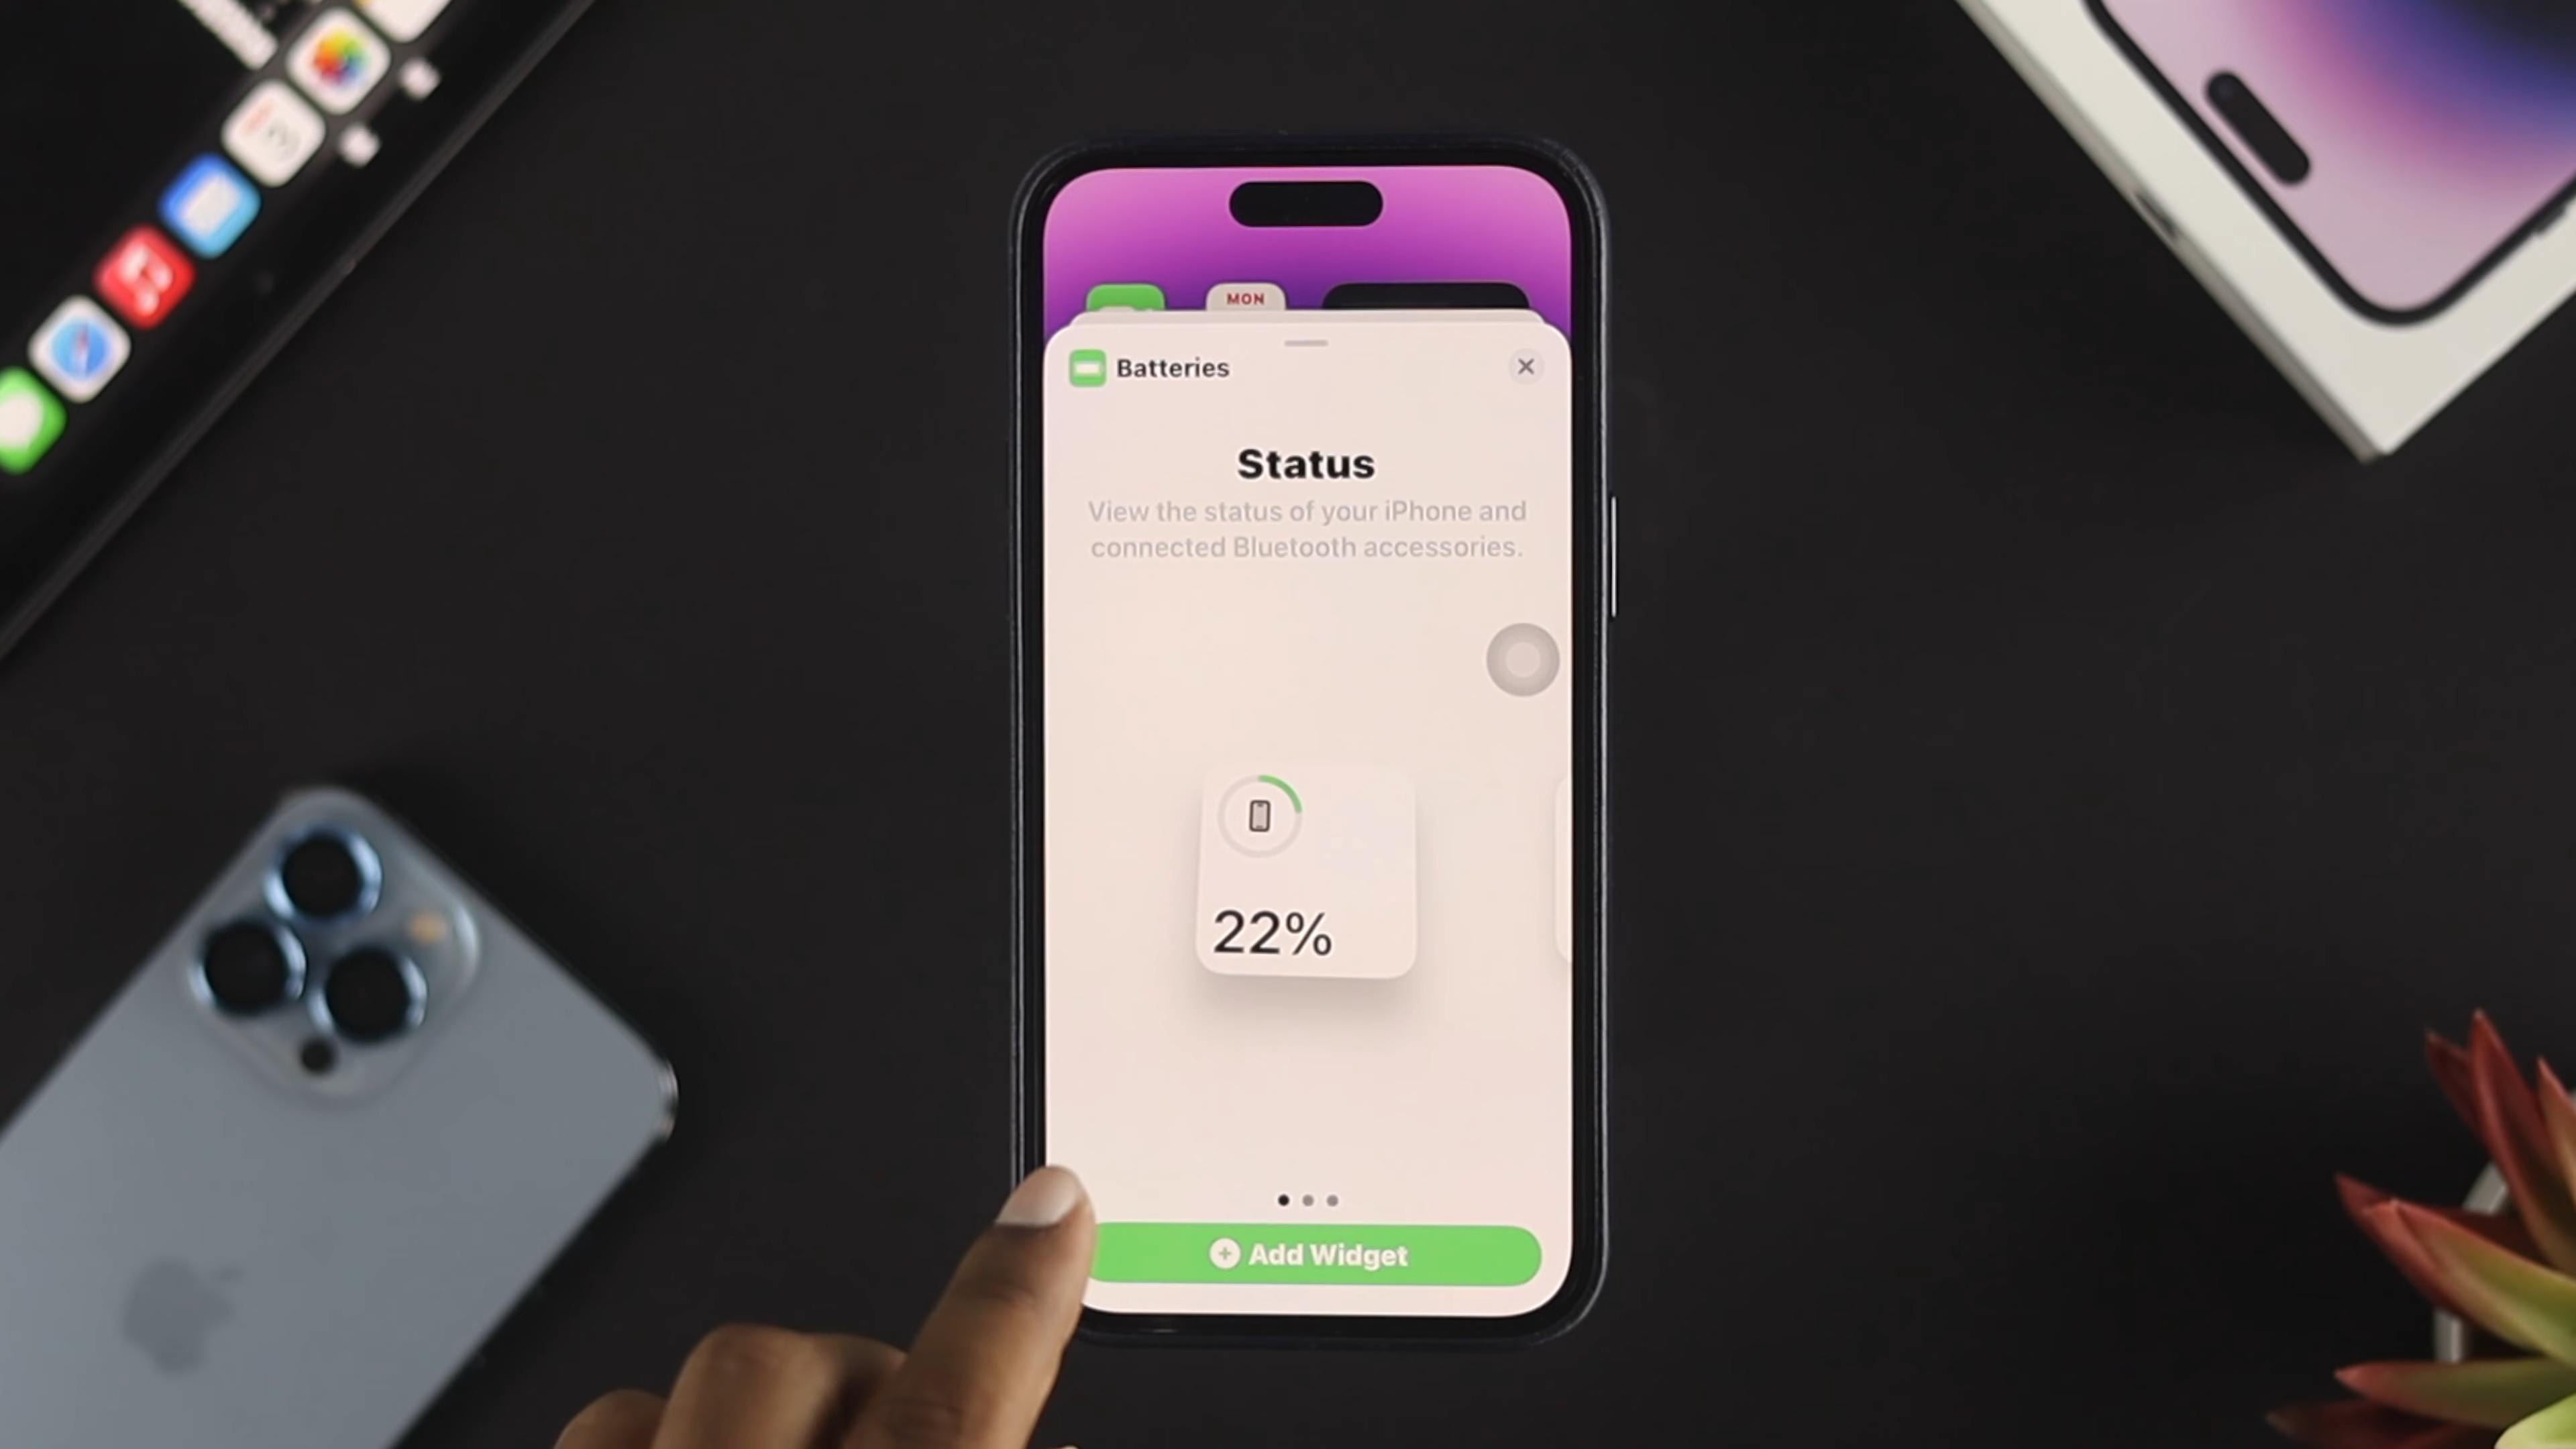 MON
Batteries
Status
View the status of your iPhone and
connected Bluetooth accessories.
22%
Add Widget